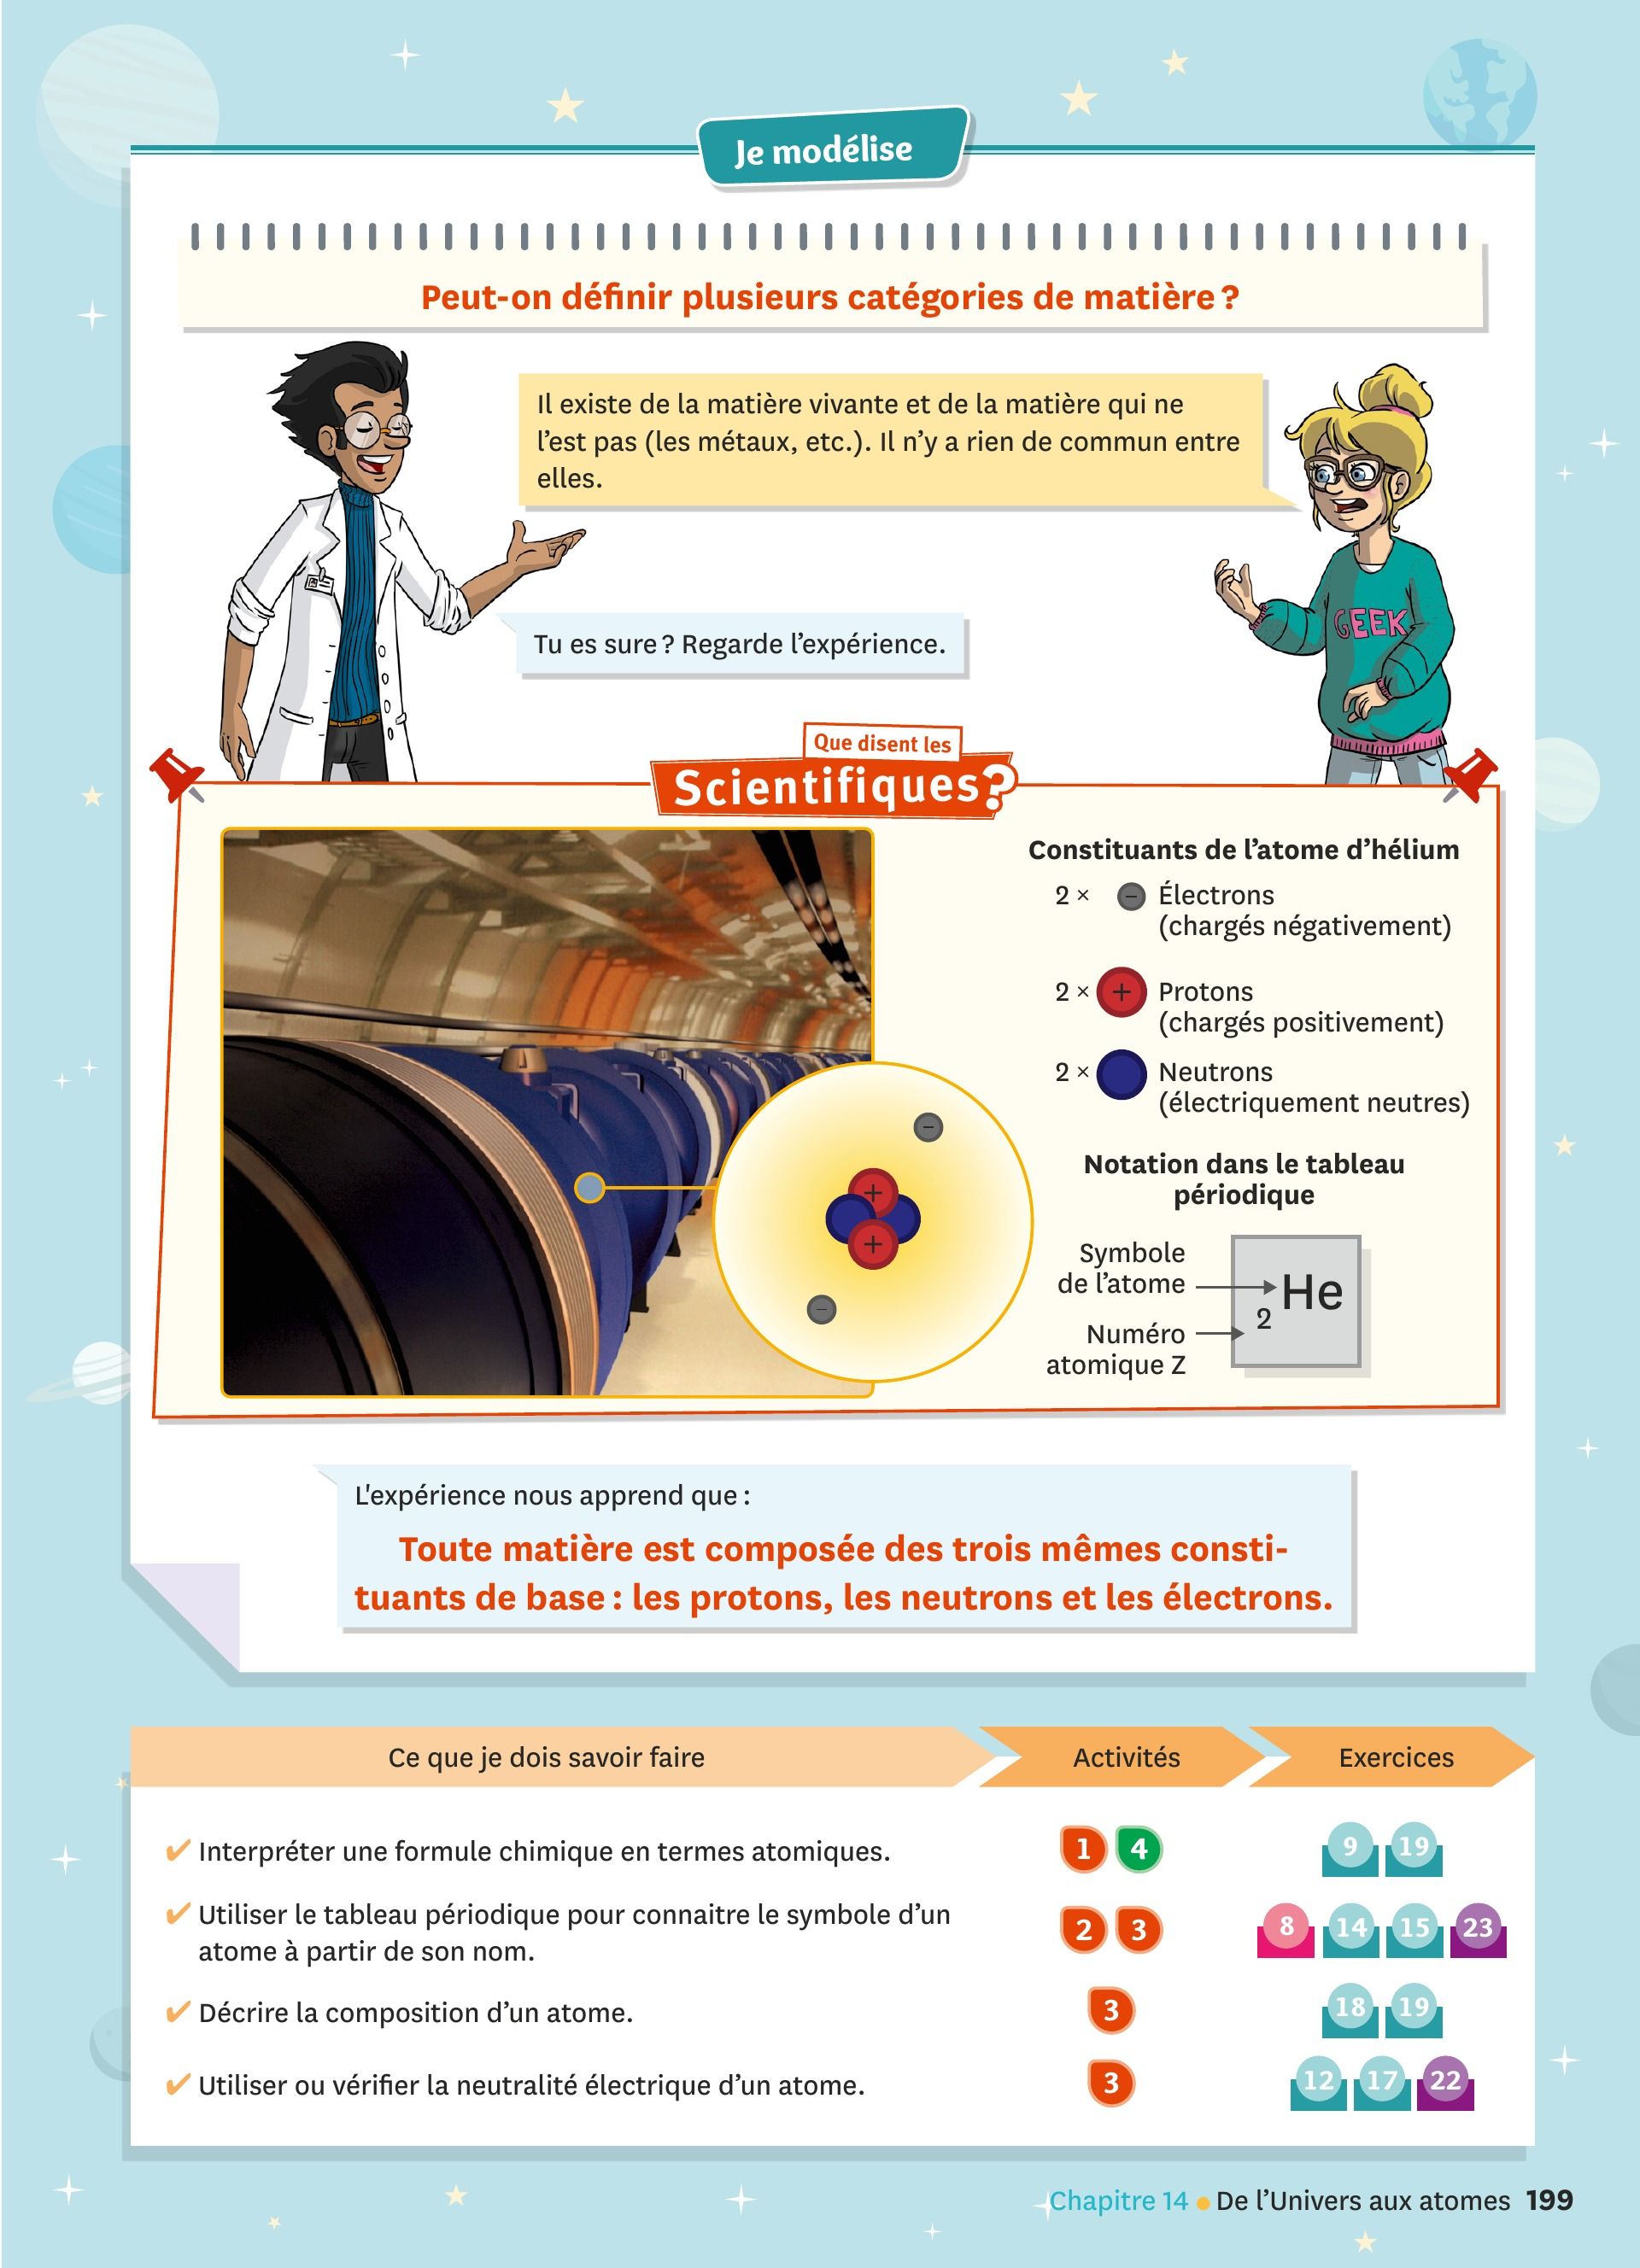 Je modélise
Peut-on définir plusieurs catégories de matière ?
Il existe de la matière vivante et de la matière qui ne
l'est pas (les métaux, etc.). Il n'y a rien de commun entre
elles.
GEEK
Tu es sure ? Regarde l'expérience.
Que disent les
Scientifiques?
Constituants de l'atome d'hélium
2 × − Électrons
(chargés négativement)
2 × + Protons
(chargés positivement)
2 × Neutrons
(électriquement neutres)
−
+
+
−
Notation dans le tableau
périodique
Symbole
de l'atome
He
2
Numéro
atomique Z
L'expérience nous apprend que :
Toute matière est composée des trois mêmes consti-
tuants de base : les protons, les neutrons et les électrons.
Ce que je dois savoir faire Activités Exercices
✔ Interpréter une formule chimique en termes atomiques. 1 4 9 19
✔ Utiliser le tableau périodique pour connaitre le symbole d'un
atome à partir de son nom. 2 3 8 14 15 23
✔ Décrire la composition d'un atome. 3 18 19
✔ Utiliser ou vérifier la neutralité électrique d'un atome. 3 12 17 22
Chapitre 14 • De l'Univers aux atomes 199